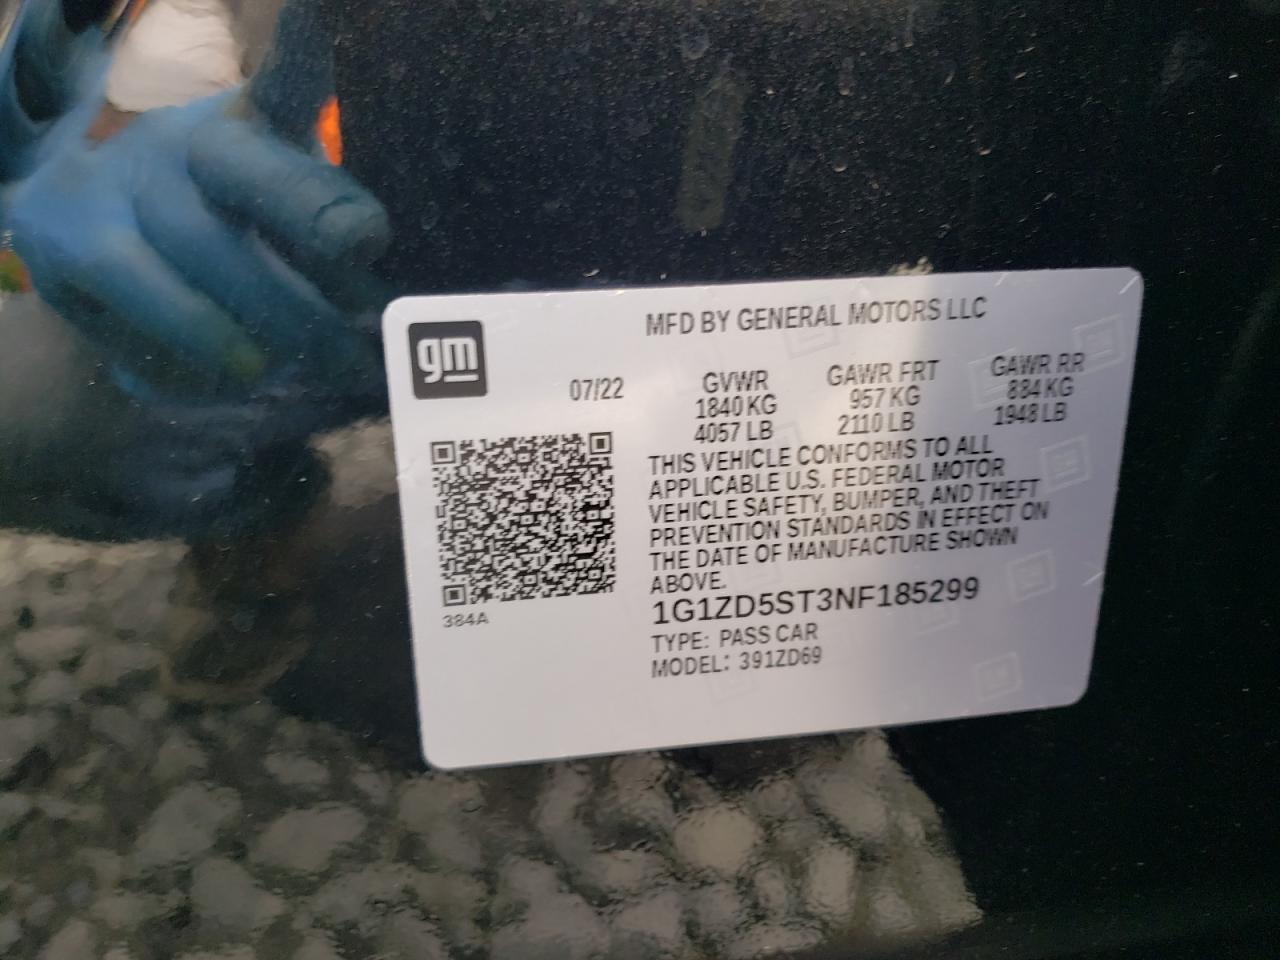 gm
MFD BY GENERAL MOTORS LLC
07/22
GVWR
1840 KG
4057 LB
GAWR FRT
957 KG
2110 LB
GAWR RR
884 KG
1948 LB
THIS VEHICLE CONFORMS TO ALL
APPLICABLE U.S. FEDERAL MOTOR
VEHICLE SAFETY, BUMPER, AND THEFT
PREVENTION STANDARDS IN EFFECT ON
THE DATE OF MANUFACTURE SHOWN
ABOVE.
384A
1G1ZD5ST3NF185299
TYPE: PASS CAR
MODEL: 391ZD69